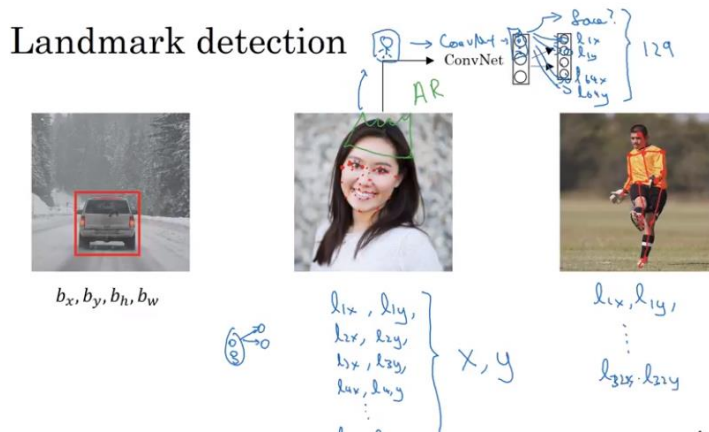 Landmark detection
→ ConvNet →
ConvNet
face?
l1x
l1y
l64x
l64y
129
AR
bx, by, bh, bw
l1x, l1y,
l2x, l2y,
l3x, l3y,
l4x, l4y
⋮
x, y
l1x, l1y,
⋮
l32x, l32y